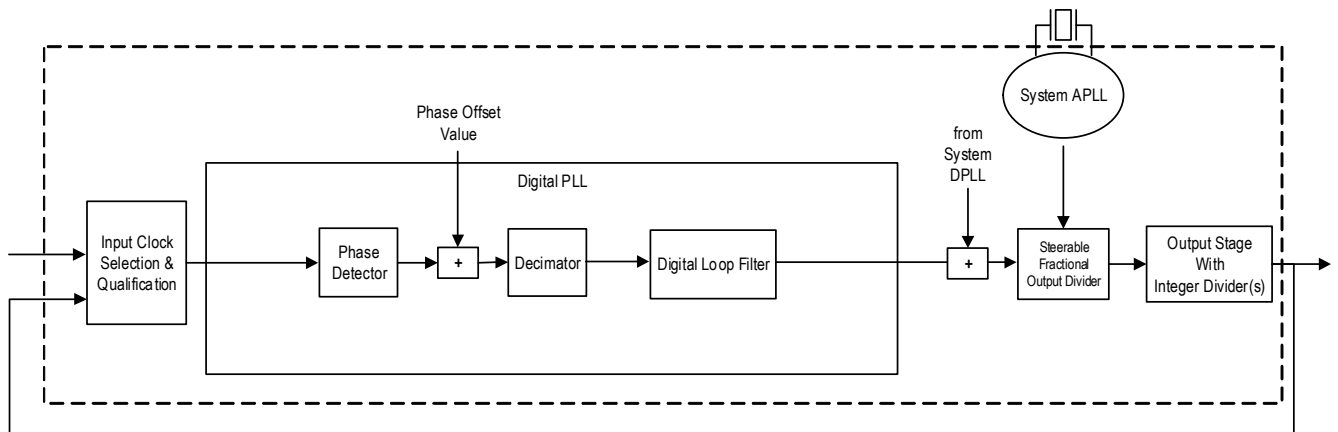 System APLL
Phase Offset
Value
from
System
DPLL
Digital PLL
Input Clock
Selection &
Qualification
Phase
Detector
+
Decimator
Digital Loop Filter
+
Steerable
Fractional
Output Divider
Output Stage
With
Integer Divider(s)